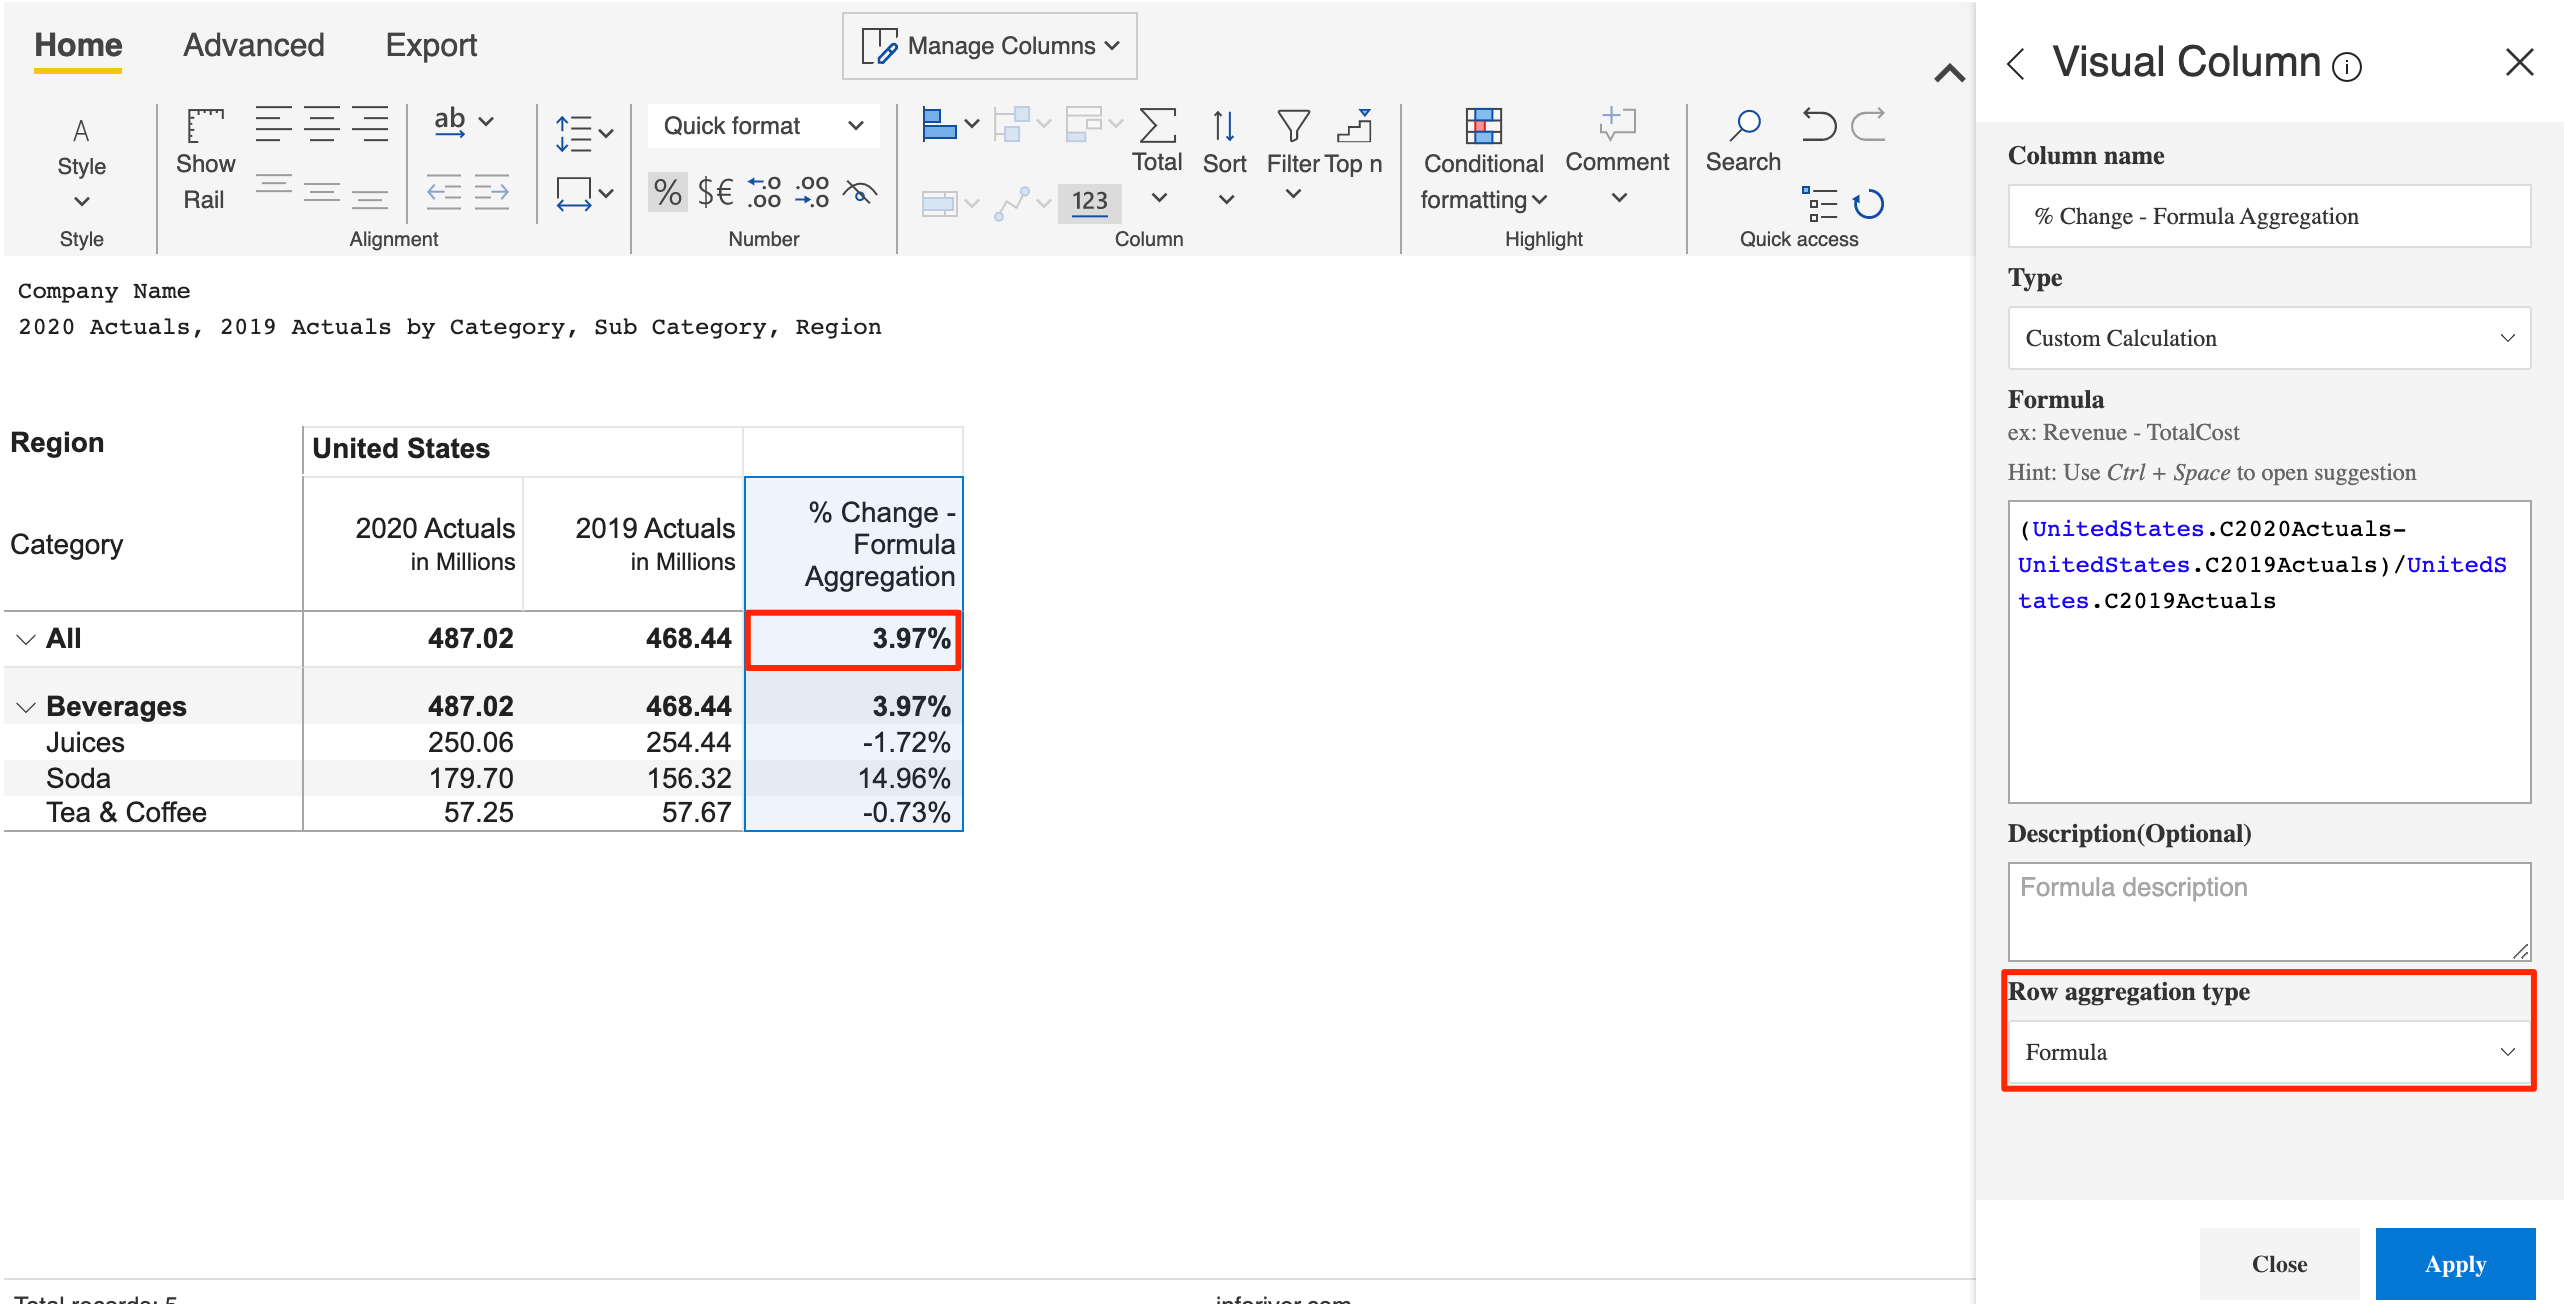 Home Advanced Export
Manage Columns
A
Style
Style
Show
Rail
ab
Alignment
Quick format
% $€ .0 .00 .00 .0
Number
Total
Sort
Filter
Top n
123
Column
Conditional
formatting
Comment
Highlight
Search
Quick access
Company Name
2020 Actuals, 2019 Actuals by Category, Sub Category, Region
Region United States
Category
2020 Actuals
in Millions
2019 Actuals
in Millions
% Change -
Formula
Aggregation
All 487.02 468.44 3.97%
Beverages 487.02 468.44 3.97%
Juices 250.06 254.44 -1.72%
Soda 179.70 156.32 14.96%
Tea & Coffee 57.25 57.67 -0.73%
Total records: 5
inforiver.com
Visual Column i
Column name
% Change - Formula Aggregation
Type
Custom Calculation
Formula
ex: Revenue - TotalCost
Hint: Use Ctrl + Space to open suggestion
(UnitedStates.C2020Actuals-
UnitedStates.C2019Actuals)/UnitedS
tates.C2019Actuals
Description(Optional)
Formula description
Row aggregation type
Formula
Close Apply